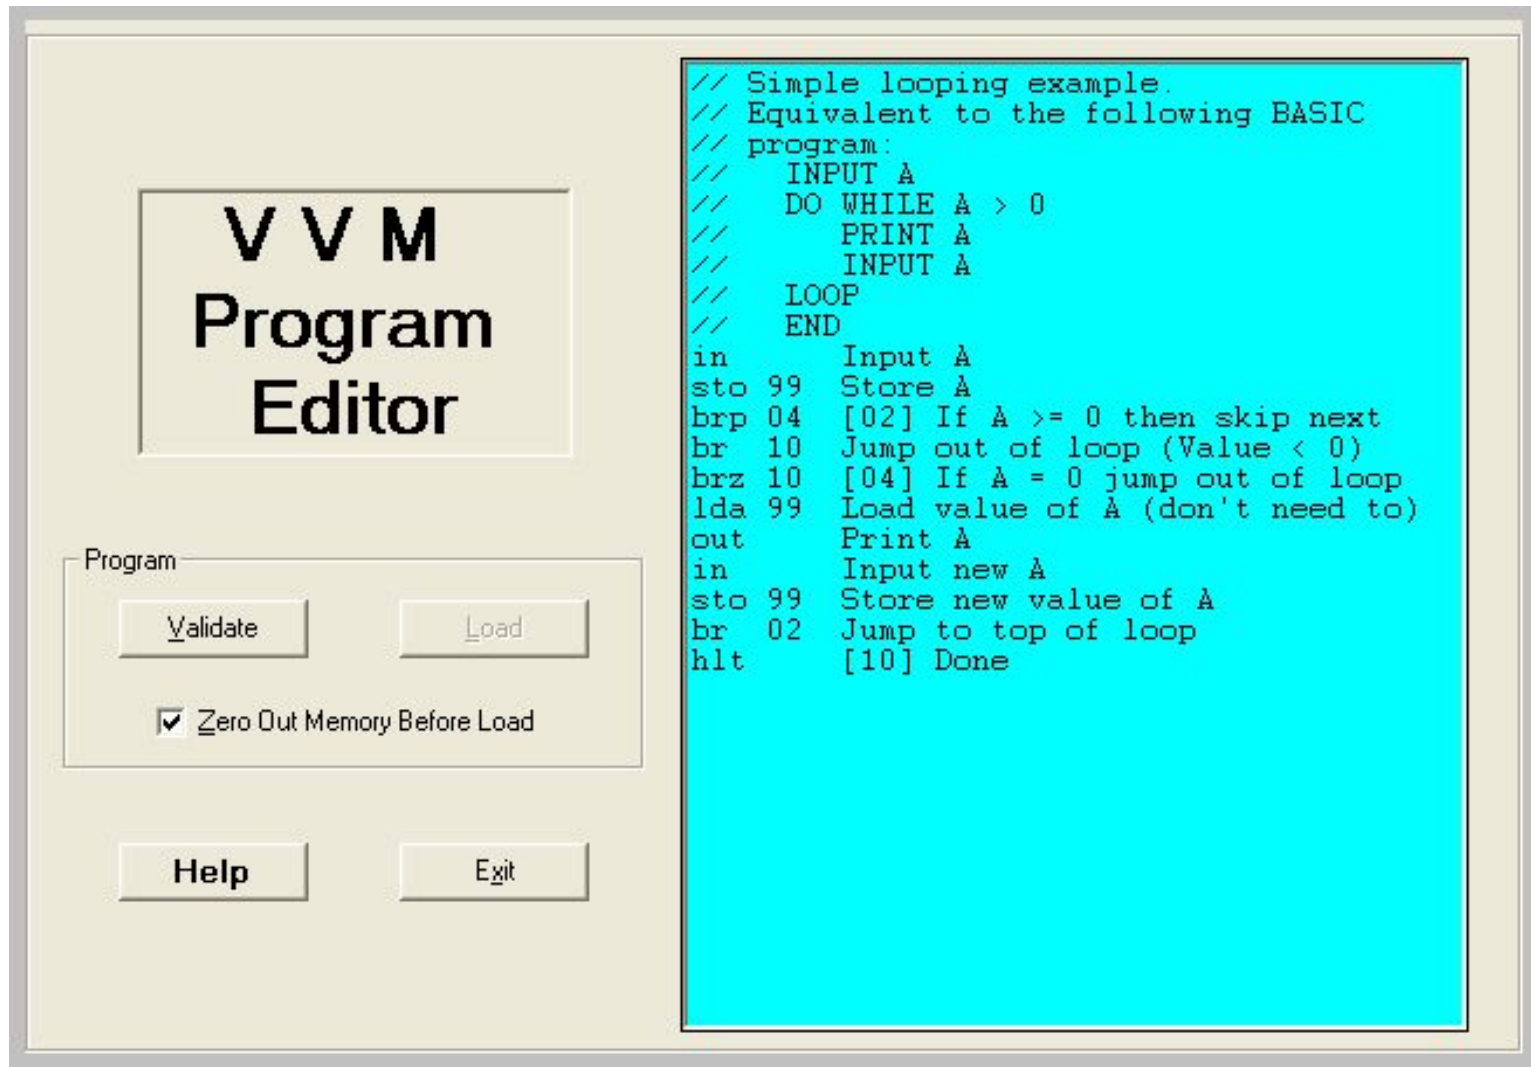 V V M
Program
Editor
Program
Validate
Load
Zero Out Memory Before Load
Help
Exit
// Simple looping example.
// Equivalent to the following BASIC
// program:
//   INPUT A
//   DO WHILE A > 0
//      PRINT A
//      INPUT A
//   LOOP
//   END
in      Input A
sto 99  Store A
brp 04  [02] If A >= 0 then skip next
br  10  Jump out of loop (Value < 0)
brz 10  [04] If A = 0 jump out of loop
lda 99  Load value of A (don't need to)
out     Print A
in      Input new A
sto 99  Store new value of A
br  02  Jump to top of loop
hlt     [10] Done